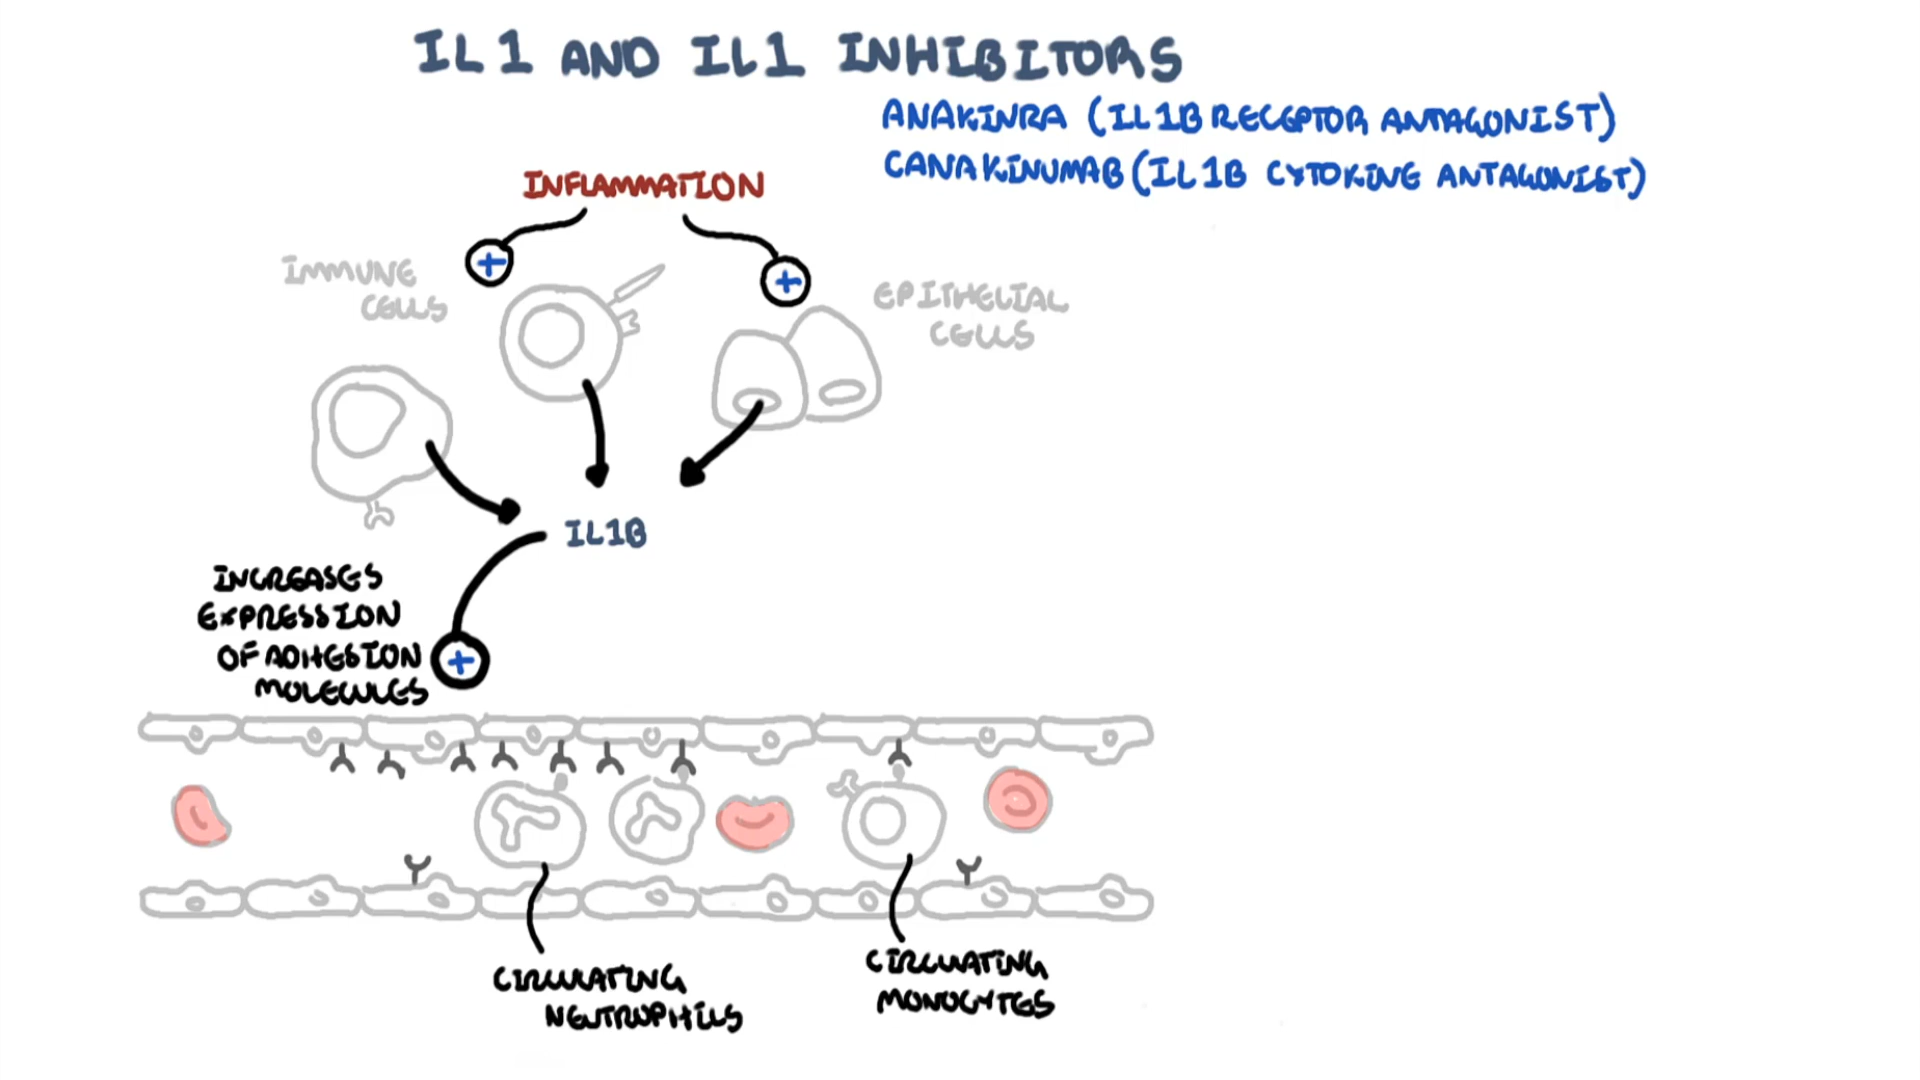 IL1 AND IL1 INHIBITORS
ANAKINRA (IL1B RECEPTOR ANTAGONIST)
CANAKINUMAB (IL1B CYTOKINE ANTAGONIST)
INFLAMMATION
+
+
IMMUNE
CELLS
EPITHELIAL
CELLS
IL1B
INCREASES
EXPRESSION
OF ADHESION
MOLECULES
+
CIRCULATING
NEUTROPHILS
CIRCULATING
MONOCYTES